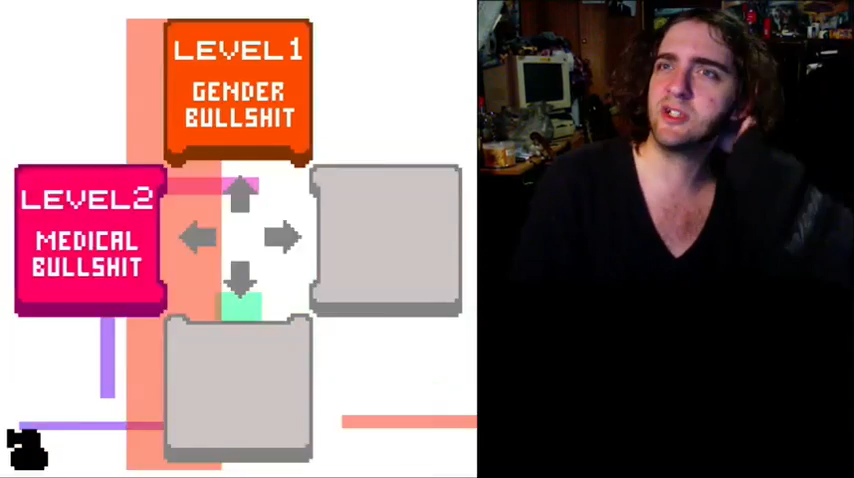 LEVEL1
GENDER
BULLSHIT
LEVEL2
MEDICAL
BULLSHIT